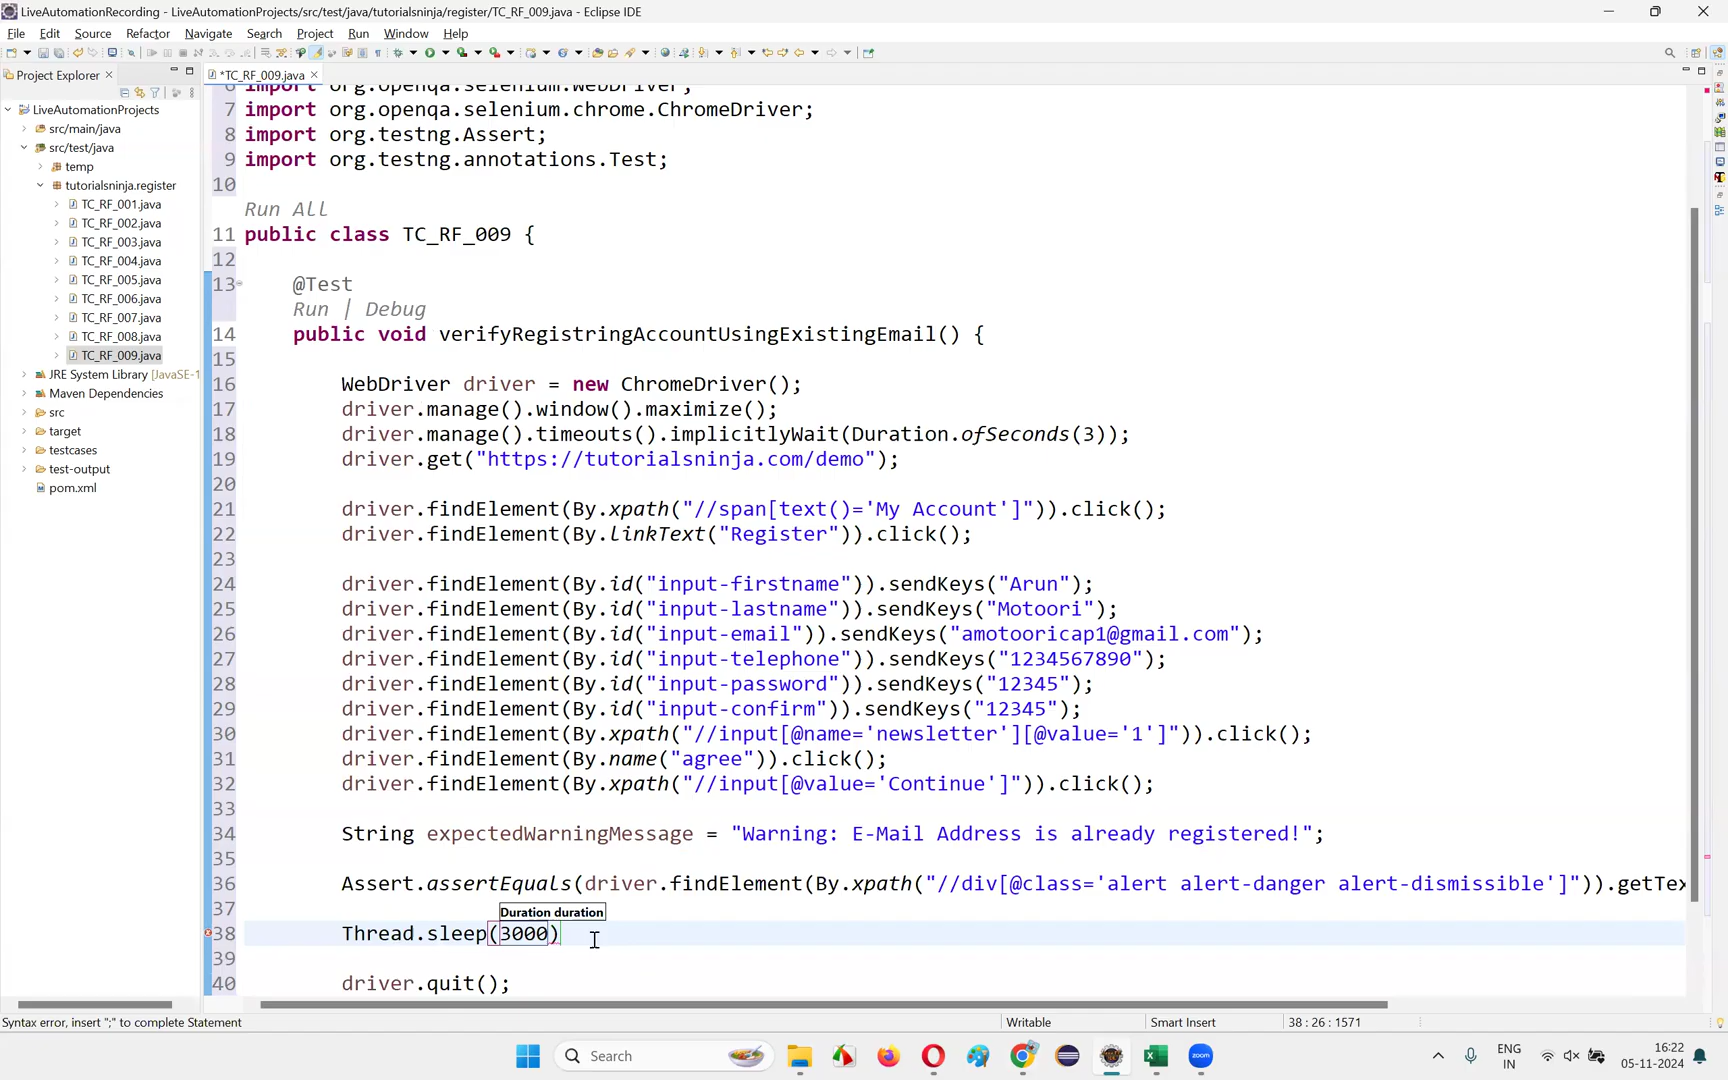 LiveAutomationRecording - LiveAutomationProjects/src/test/java/tutorialsninja/register/TC_RF_009.java - Eclipse IDE
File Edit Source Refactor Navigate Search Project Run Window Help
Project Explorer
*TC_RF_009.java
LiveAutomationProjects
src/main/java
src/test/java
temp
tutorialsninja.register
TC_RF_001.java
TC_RF_002.java
TC_RF_003.java
TC_RF_004.java
TC_RF_005.java
TC_RF_006.java
TC_RF_007.java
TC_RF_008.java
TC_RF_009.java
JRE System Library [JavaSE-1
Maven Dependencies
src
target
testcases
test-output
pom.xml
6 import org.openqa.selenium.WebDriver;
7 import org.openqa.selenium.chrome.ChromeDriver;
8 import org.testng.Assert;
9 import org.testng.annotations.Test;
10
Run All
11 public class TC_RF_009 {
12
13 @Test
Run | Debug
14 public void verifyRegistringAccountUsingExistingEmail() {
15
16 WebDriver driver = new ChromeDriver();
17 driver.manage().window().maximize();
18 driver.manage().timeouts().implicitlyWait(Duration.ofSeconds(3));
19 driver.get("https://tutorialsninja.com/demo");
20
21 driver.findElement(By.xpath("//span[text()='My Account']")).click();
22 driver.findElement(By.linkText("Register")).click();
23
24 driver.findElement(By.id("input-firstname")).sendKeys("Arun");
25 driver.findElement(By.id("input-lastname")).sendKeys("Motoori");
26 driver.findElement(By.id("input-email")).sendKeys("amotooricap1@gmail.com");
27 driver.findElement(By.id("input-telephone")).sendKeys("1234567890");
28 driver.findElement(By.id("input-password")).sendKeys("12345");
29 driver.findElement(By.id("input-confirm")).sendKeys("12345");
30 driver.findElement(By.xpath("//input[@name='newsletter'][@value='1']")).click();
31 driver.findElement(By.name("agree")).click();
32 driver.findElement(By.xpath("//input[@value='Continue']")).click();
33
34 String expectedWarningMessage = "Warning: E-Mail Address is already registered!";
35
36 Assert.assertEquals(driver.findElement(By.xpath("//div[@class='alert alert-danger alert-dismissible']")).getTex
37
Duration duration
38 Thread.sleep(3000)
39
40 driver.quit();
Syntax error, insert ";" to complete Statement
Writable
Smart Insert
38 : 26 : 1571
Search
zoom
ENG
IN
16:22
05-11-2024